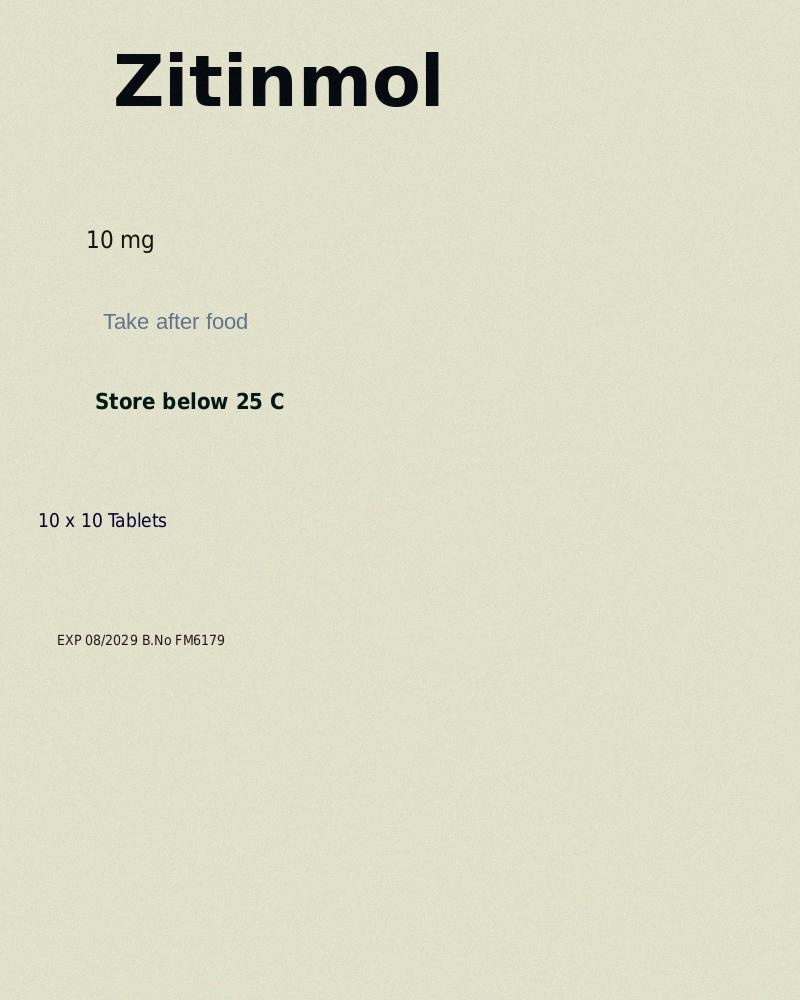 Zitinmol
10 mg
Take after food
Store below 25 C
10 x 10 Tablets
EXP 08/2029 B.No FM6179